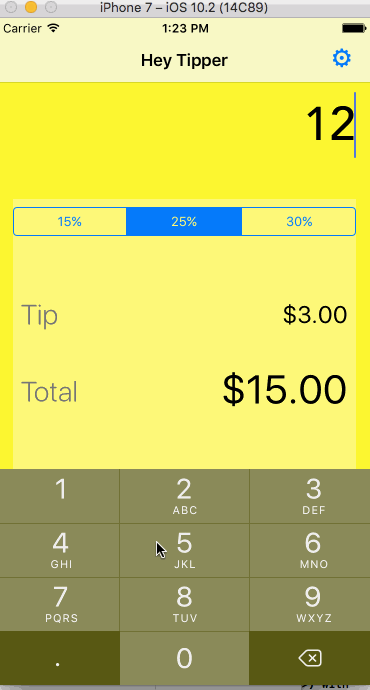 iPhone 7 – iOS 10.2 (14C89)
Carrier 1:23 PM
Hey Tipper
12
15% 25% 30%
Tip $3.00
Total $15.00
1 2 3
ABC DEF
4 5 6
GHI JKL MNO
7 8 9
PQRS TUV WXYZ
. 0